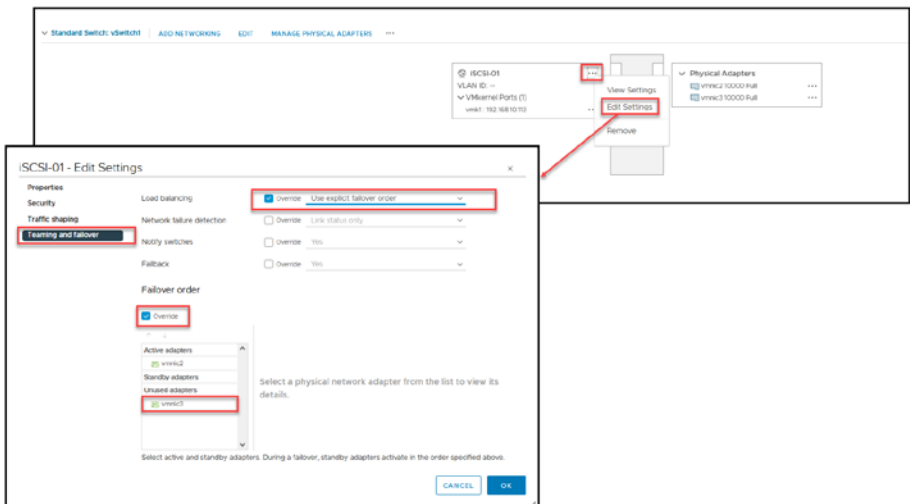 Standard Switch: vSwitch1 ADD NETWORKING EDIT MANAGE PHYSICAL ADAPTERS ...
iSCSI-01 ...
VLAN ID: --
VMkernel Ports (1)
vmk1 : 192.168.10.110 ...
View Settings
Edit Settings
Remove
Physical Adapters
vmnic2 10000 Full ...
vmnic3 10000 Full ...
iSCSI-01 - Edit Settings ×
Properties
Security
Traffic shaping
Teaming and failover
Load balancing Override Use explicit failover order
Network failure detection Override Link status only
Notify switches Override Yes
Failback Override Yes
Failover order
Override
Active adapters
vmnic2
Standby adapters
Unused adapters
vmnic3
Select a physical network adapter from the list to view its
details.
Select active and standby adapters. During a failover, standby adapters activate in the order specified above.
CANCEL OK